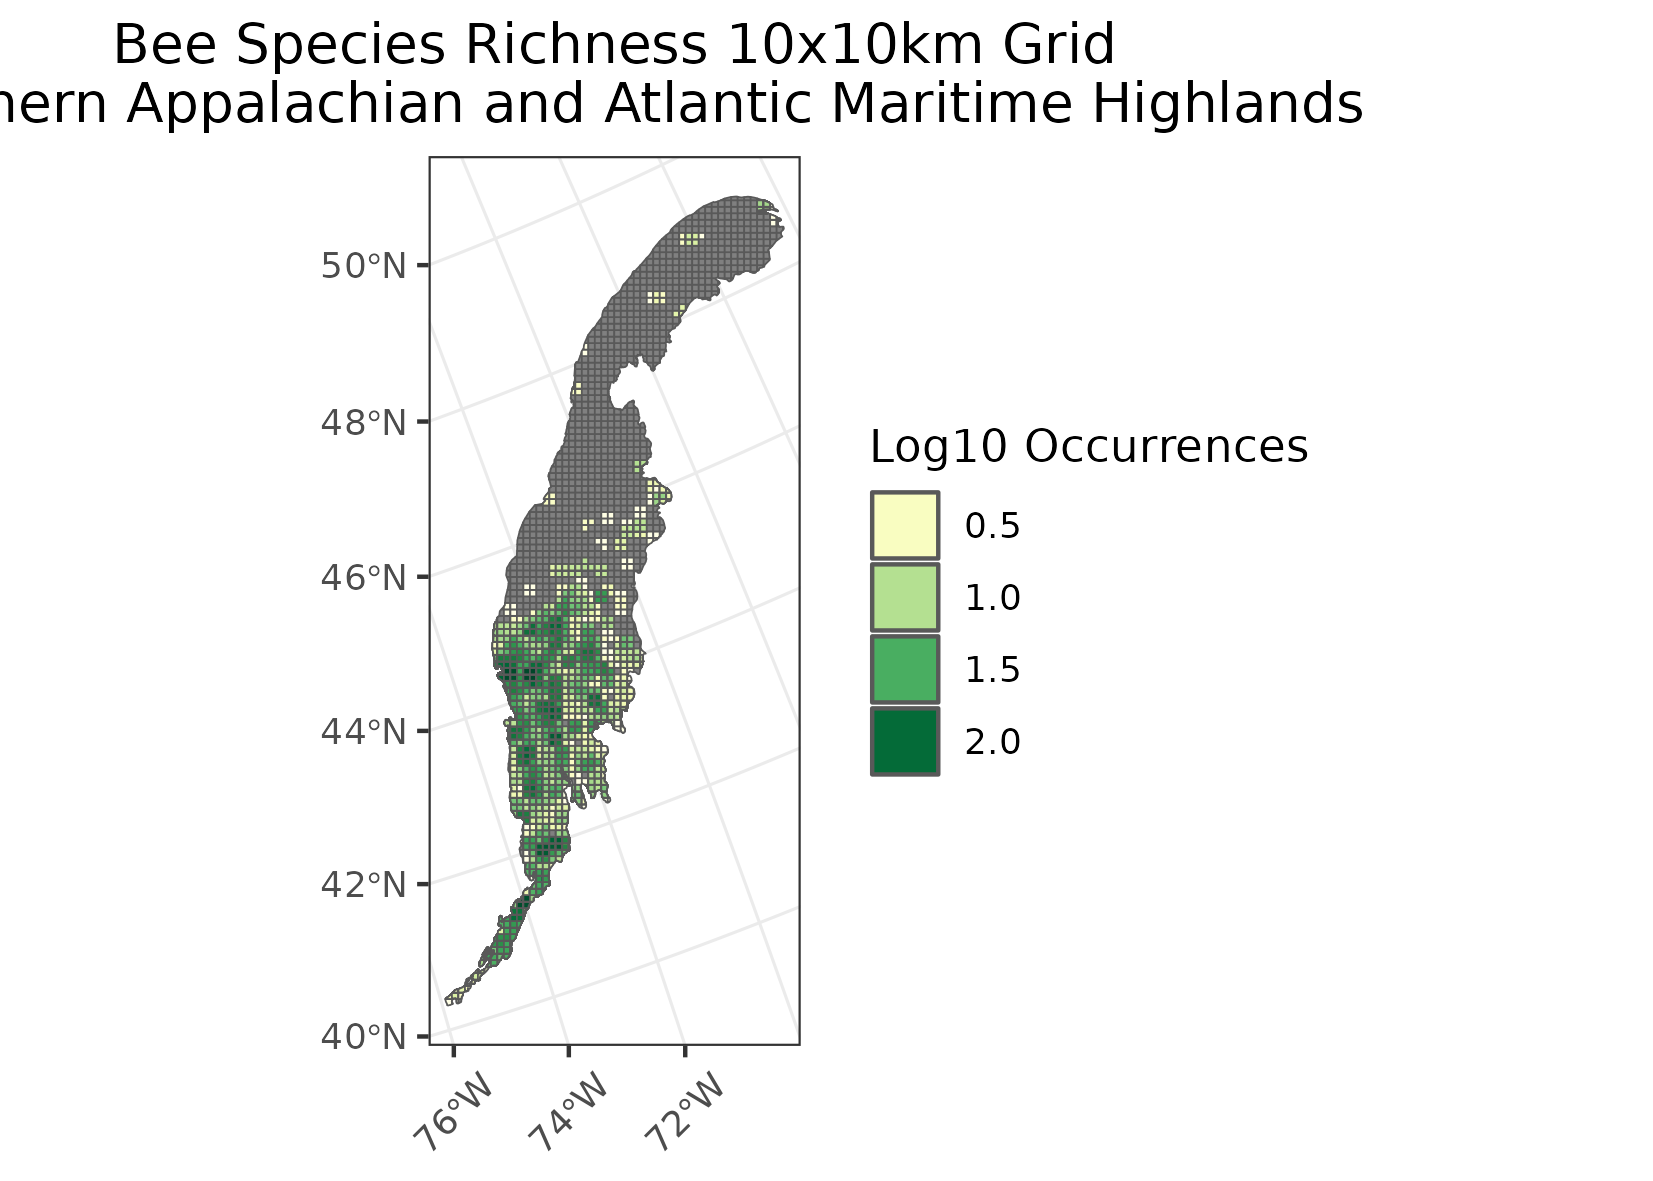 Bee Species Richness 10x10km Grid
Appalachian and Atlantic Maritime Highlands
50°N
48°N
46°N
44°N
42°N
40°N
76°W
74°W
72°W
Log10 Occurrences
0.5
1.0
1.5
2.0